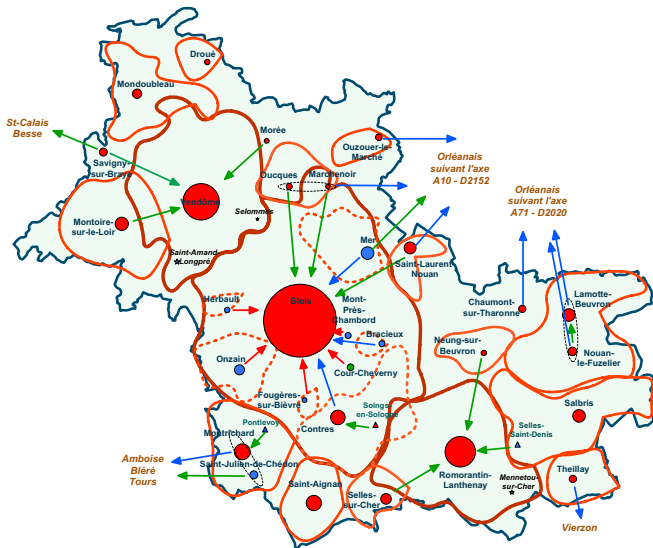 Droué
Mondoubleau
St-Calais
Besse
Morée
Ouzouer-le-
Marché
Savigny-
sur-Braye
Orléanais
suivant l'axe
A10 - D2152
Oucques
Marchenoir
Orléanais
suivant l'axe
A71 - D2020
Vendôme
Selommes
Montoire-
sur-le-Loir
Mer
Saint-Amand-
Longpré
Saint-Laurent
Nouan
Herbault
Blois
Mont-
Près-
Chambord
Chaumont-
sur-Tharonne
Lamotte-
Beuvron
Bracieux
Neung-sur-
Beuvron
Nouan-
le-Fuzelier
Onzain
Cour-Cheverny
Fougères-
sur-Bièvre
Soings
en-Sologne
Salbris
Contres
Pontlevoy
Selles-
Saint-Denis
Montrichard
Amboise
Bléré
Tours
Saint-Julien-de-Chédon
Romorantin-
Lanthenay
Mennetou-
sur-Cher
Theillay
Saint-Aignan
Selles-
sur-Cher
Vierzon